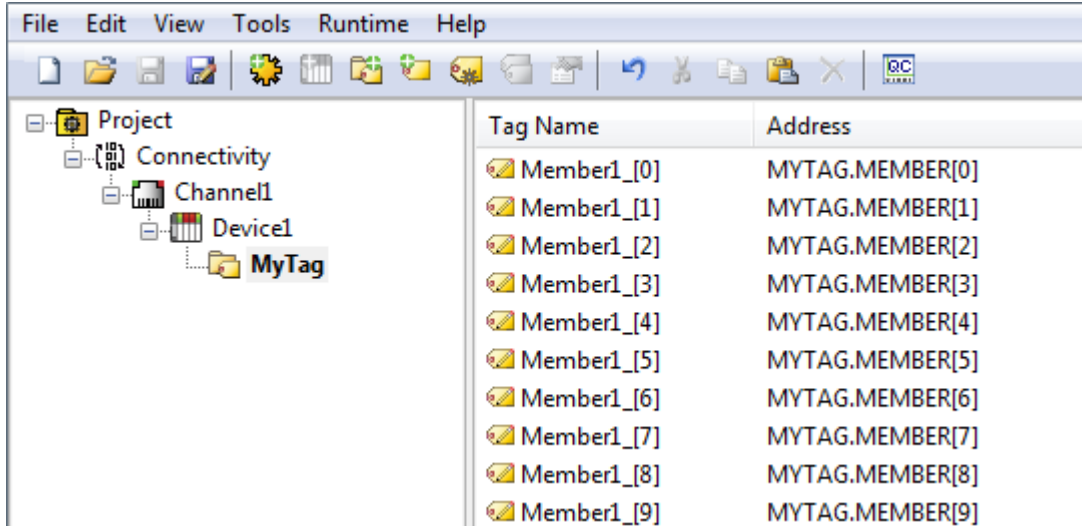 File Edit View Tools Runtime Help
QC
Project
Connectivity
Channel1
Device1
MyTag
Tag Name Address
Member1_[0] MYTAG.MEMBER[0]
Member1_[1] MYTAG.MEMBER[1]
Member1_[2] MYTAG.MEMBER[2]
Member1_[3] MYTAG.MEMBER[3]
Member1_[4] MYTAG.MEMBER[4]
Member1_[5] MYTAG.MEMBER[5]
Member1_[6] MYTAG.MEMBER[6]
Member1_[7] MYTAG.MEMBER[7]
Member1_[8] MYTAG.MEMBER[8]
Member1_[9] MYTAG.MEMBER[9]